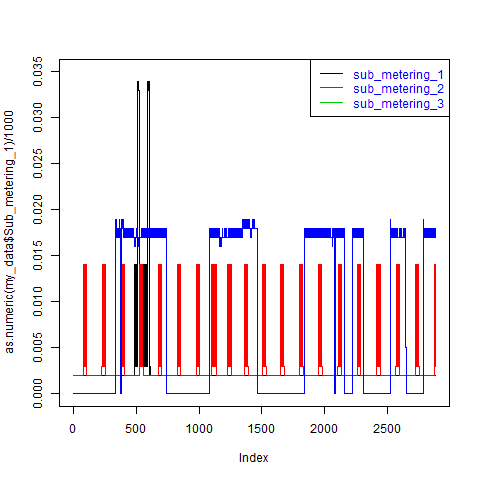 sub_metering_1
sub_metering_2
sub_metering_3
as.numeric(my_data$Sub_metering_1)/1000
0.035
0.030
0.025
0.020
0.015
0.010
0.005
0.000
0 500 1000 1500 2000 2500
Index